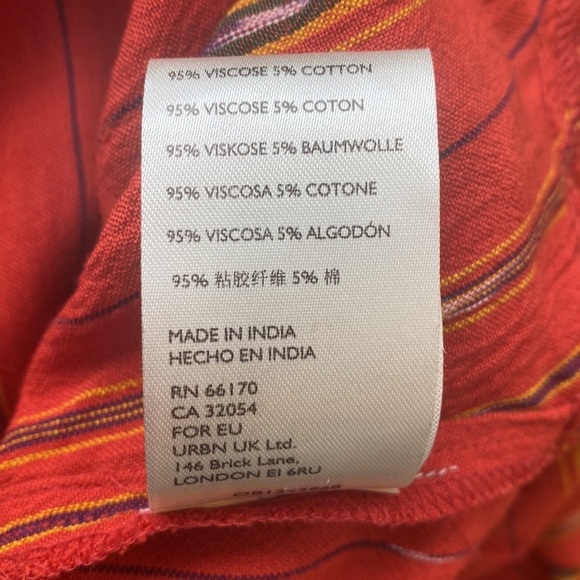 95% VISCOSE 5% COTTON
95% VISCOSE 5% COTON
95% VISKOSE 5% BAUMWOLLE
95% VISCOSA 5% COTONE
95% VISCOSA 5% ALGODÓN
95% 粘胶纤维 5% 棉
MADE IN INDIA
HECHO EN INDIA
RN 66170
CA 32054
FOR EU
URBN UK Ltd.
146 Brick Lane,
LONDON EI 6RU